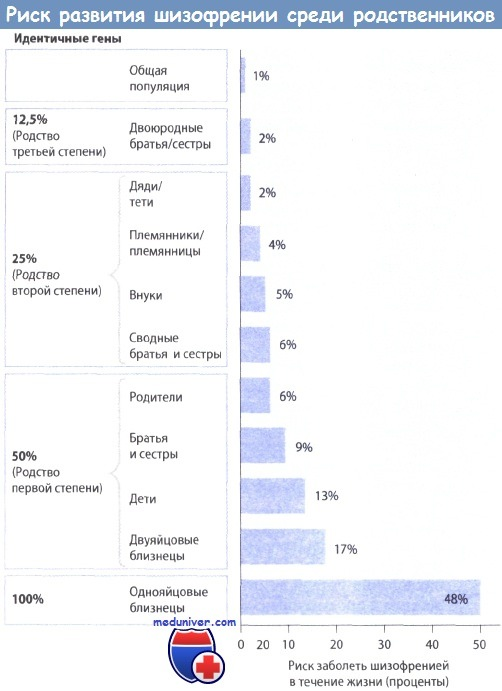 Риск развития шизофрении среди родственников
Идентичные гены
Общая
популяция
1%
12,5%
(Родство
третьей степени)
Двоюродные
братья/сестры
2%
25%
(Родство
второй степени)
Дяди/
тети
2%
Племянники/
племянницы
4%
Внуки
5%
Сводные
братья и сестры
6%
50%
(Родство
первой степени)
Родители
6%
Братья
и сестры
9%
Дети
13%
Двуяйцовые
близнецы
17%
100%
Однояйцовые
близнецы
48%
meduniver.com
0 20 10 20 30 40 50
Риск заболеть шизофренией
в течение жизни (проценты)